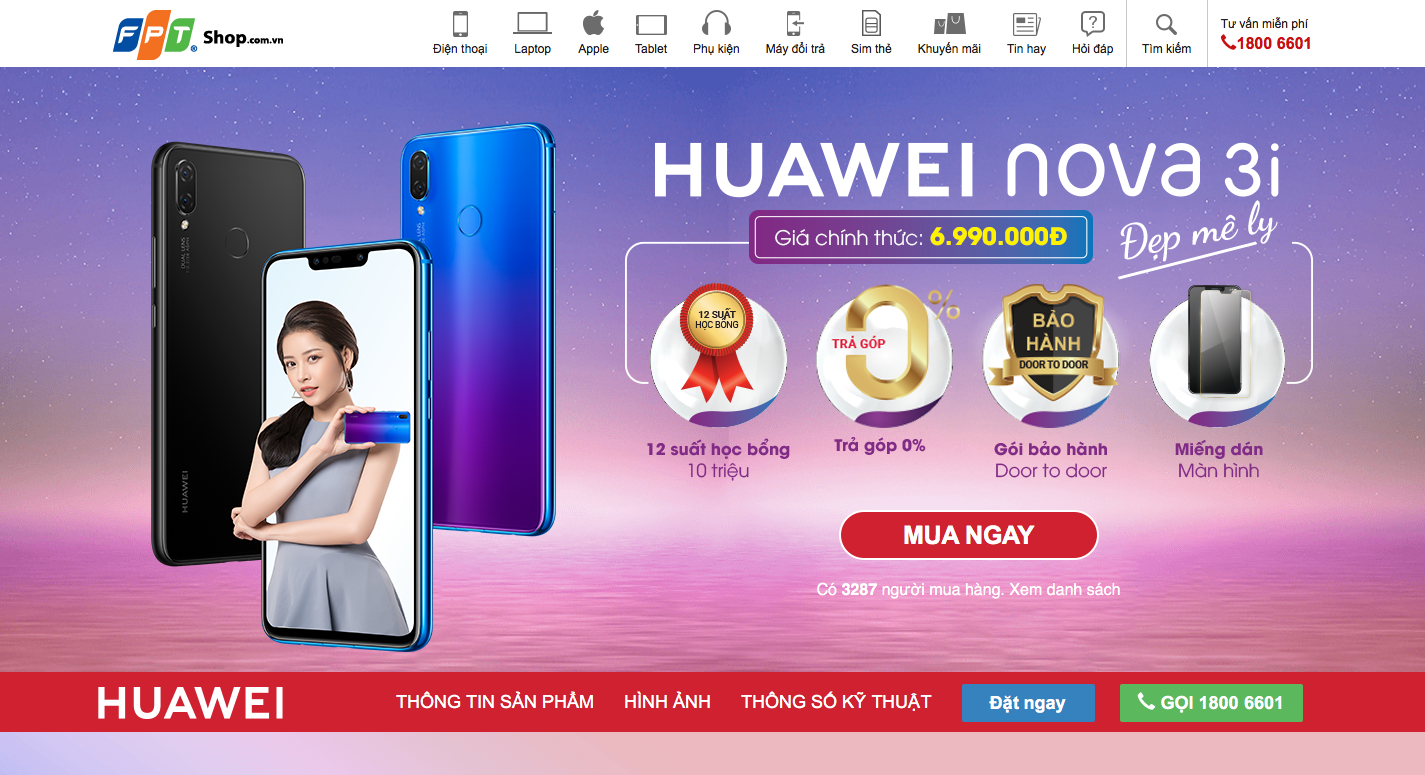 FPT® Shop.com.vn
Điện thoại
Laptop
Apple
Tablet
Phụ kiện
Máy đổi trả
Sim thẻ
Khuyến mãi
Tin hay
Hỏi đáp
Tìm kiếm
Tư vấn miễn phí
1800 6601
HUAWEI nova 3i
Giá chính thức: 6.990.000Đ
Đẹp mê ly
DUAL LENS
HUAWEI
12 SUẤT
HỌC BỔNG
0%
TRẢ GÓP
BẢO
HÀNH
DOOR TO DOOR
12 suất học bổng
10 triệu
Trả góp 0%
Gói bảo hành
Door to door
Miếng dán
Màn hình
MUA NGAY
Có 3287 người mua hàng. Xem danh sách
HUAWEI
THÔNG TIN SẢN PHẨM
HÌNH ẢNH
THÔNG SỐ KỸ THUẬT
Đặt ngay
GỌI 1800 6601